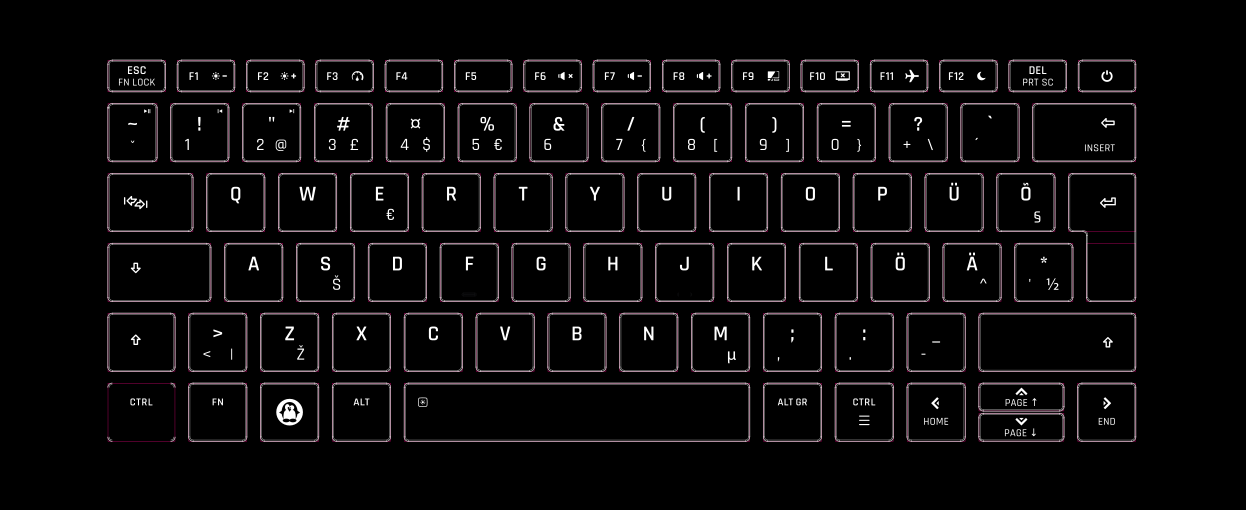 ESC F1 F2 F3 F4 F5 F6 F7 F8 F9 F10 F11 F12 DEL
FN LOCK PRT SC
~ ! " # ¤ % & / ( ) = ? `
ˇ 1 2 @ 3 £ 4 $ 5 € 6 7 { 8 [ 9 ] 0 } + \ ´ INSERT
Q W E R T Y U I O P Ü Õ
€ §
A S D F G H J K L Ö Ä *
Š ^ ' ½
> Z X C V B N M ; : _
< | Ž µ , . -
CTRL FN ALT ALT GR CTRL PAGE ↑
HOME END
PAGE ↓